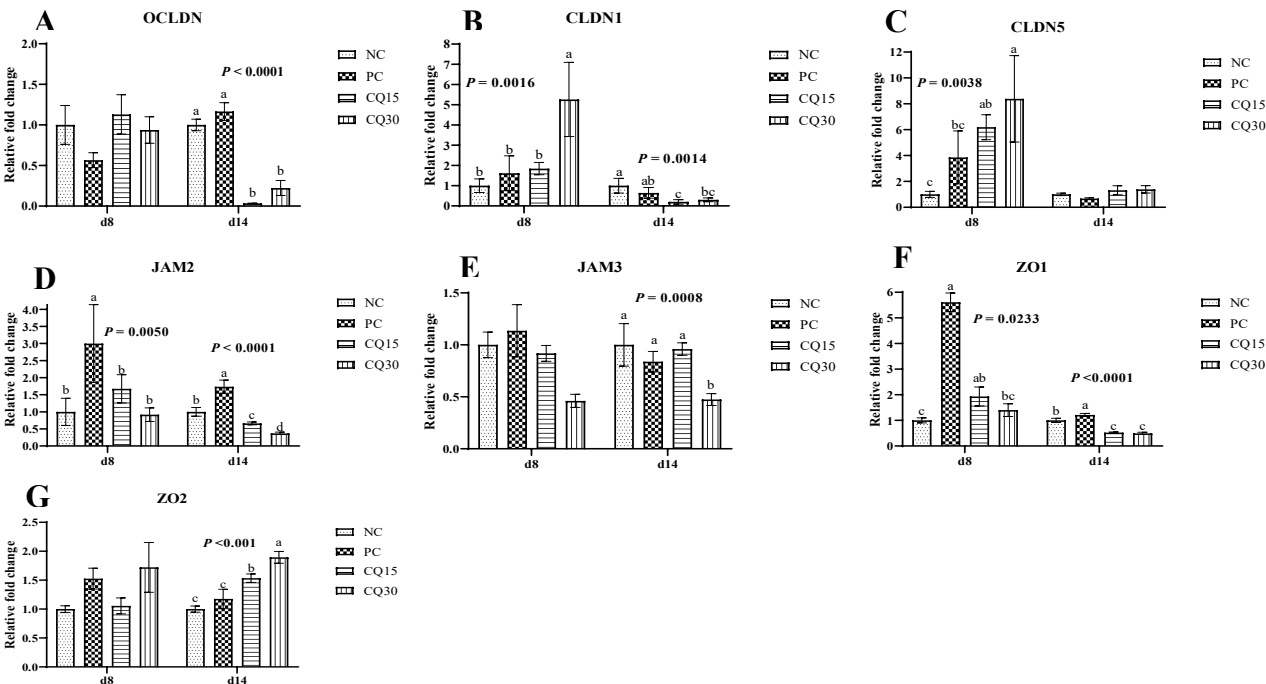 A
OCLDN
Relative fold change
2.0
1.5
1.0
0.5
0.0
P < 0.0001
a
a
b
b
d8
d14
NC
PC
CQ15
CQ30
B
CLDN1
Relative fold change
8
7
6
5
4
3
2
1
0
P = 0.0016
b
b
b
a
P = 0.0014
a
ab
c
bc
d8
d14
NC
PC
CQ15
CQ30
C
CLDN5
Relative fold change
12
10
8
6
4
2
0
P = 0.0038
c
bc
ab
a
d8
d14
NC
PC
CQ15
CQ30
D
JAM2
Relative fold change
4.0
3.5
3.0
2.5
2.0
1.5
1.0
0.5
0.0
P = 0.0050
b
a
b
b
P < 0.0001
b
a
c
d
d8
d14
NC
PC
CQ15
CQ30
E
JAM3
Relative fold change
1.5
1.0
0.5
0.0
P = 0.0008
a
a
a
b
d8
d14
NC
PC
CQ15
CQ30
F
ZO1
Relative fold change
6
5
4
3
2
1
0
P = 0.0233
c
a
ab
bc
P <0.0001
b
a
c
c
d8
d14
NC
PC
CQ15
CQ30
G
ZO2
Relative fold change
2.5
2.0
1.5
1.0
0.5
0.0
P <0.001
c
c
b
a
d8
d14
NC
PC
CQ15
CQ30